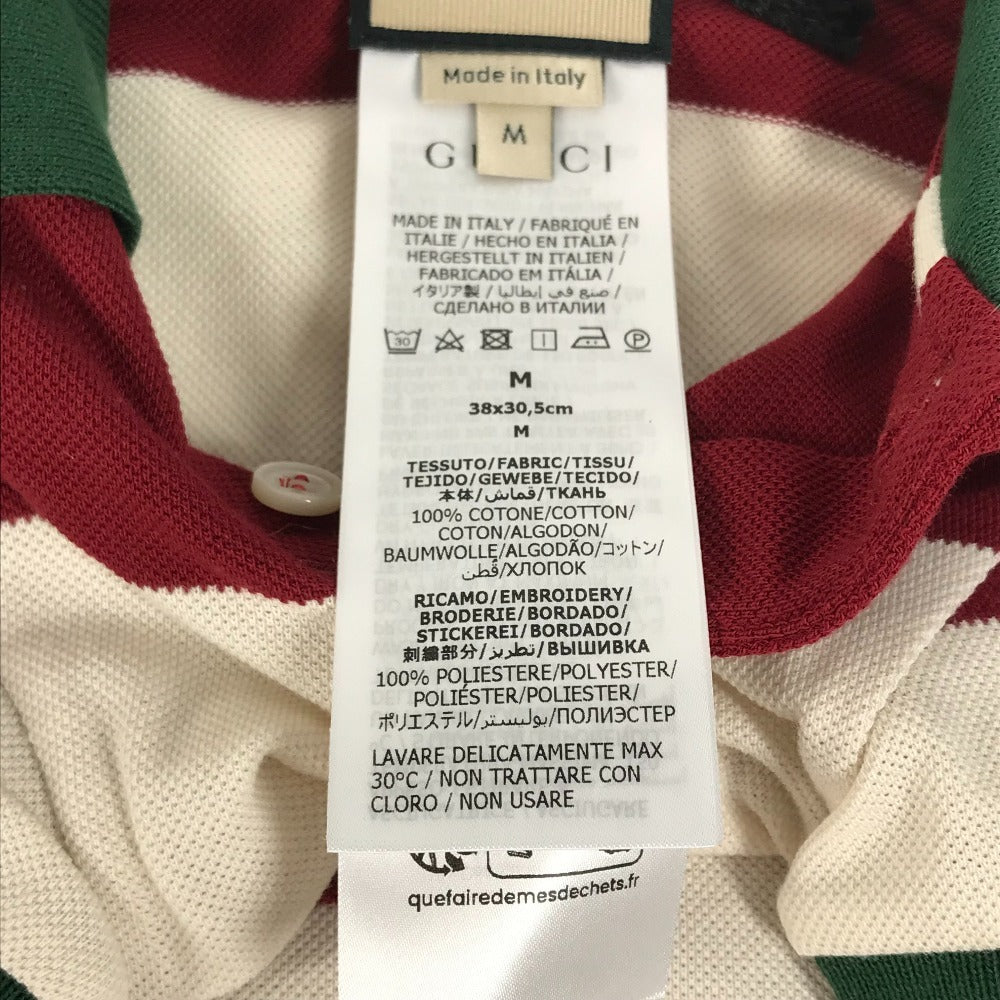 Made in Italy
M
GUCCI
MADE IN ITALY / FABRIQUÉ EN
ITALIE / HECHO EN ITALIA /
HERGESTELLT IN ITALIEN /
FABRICADO EM ITÁLIA /
イタリア製 / صنع في إيطاليا /
СДЕЛАНО В ИТАЛИИ
30 P
M
38x30,5cm
M
TESSUTO/FABRIC/TISSU/
TEJIDO/GEWEBE/TECIDO/
本体/قماش/ТКАНЬ
100% COTONE/COTTON/
COTON/ALGODON/
BAUMWOLLE/ALGODÃO/コットン/
قُطن/ХЛОПОК
RICAMO/EMBROIDERY/
BRODERIE/BORDADO/
STICKEREI/BORDADO/
刺繍部分/تطريز/ВЫШИВКА
100% POLIESTERE/POLYESTER/
POLIÉSTER/POLIESTER/
ポリエステル/بوليستر/ПОЛИЭСТЕР
LAVARE DELICATAMENTE MAX
30°C / NON TRATTARE CON
CLORO / NON USARE
quefairedemesdechets.fr